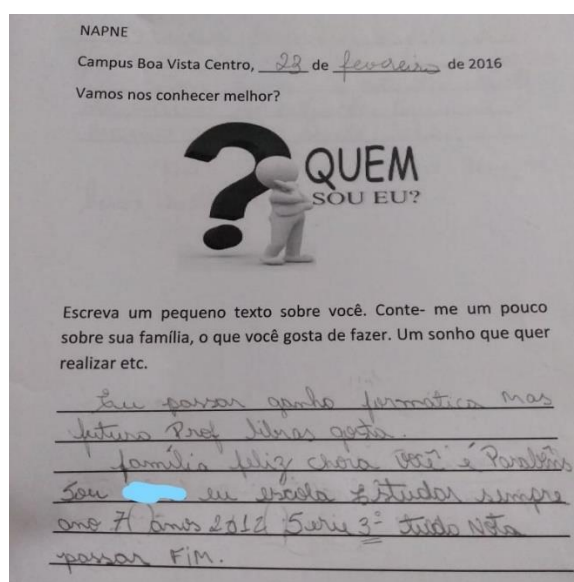 NAPNE
Campus Boa Vista Centro, 23 de fevereiro de 2016
Vamos nos conhecer melhor?
QUEM
SOU EU?
Escreva um pequeno texto sobre você. Conte- me um pouco
sobre sua família, o que você gosta de fazer. Um sonho que quer
realizar etc.
Eu passar ganha formática mas
futuro Prof libras gosta.
família feliz chora você é Parabéns
Sou eu escola Estudar sempre
ano 7 anos 2012 Serie 3ª tudo Nota
passar FIM.